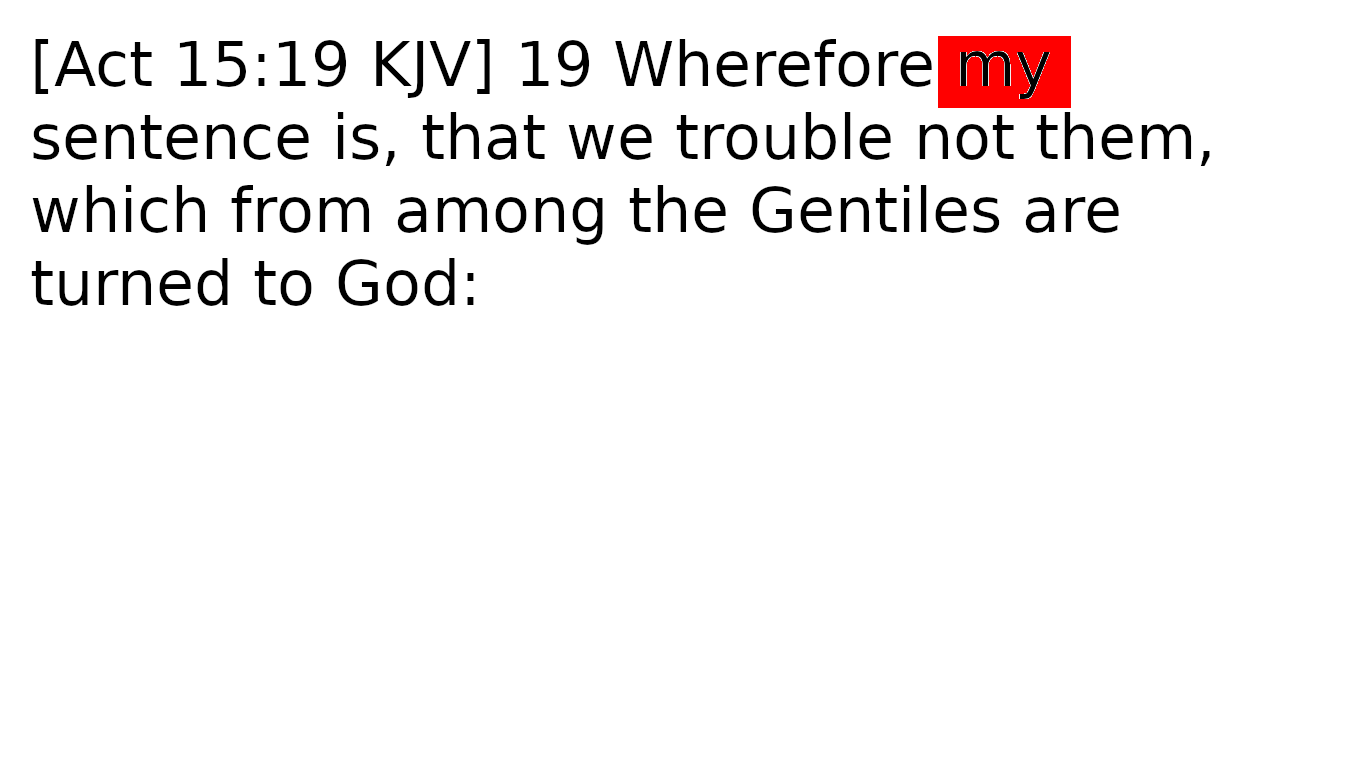 [Act 15:19 KJV] 19 Wherefore my
sentence is, that we trouble not them,
which from among the Gentiles are
turned to God: